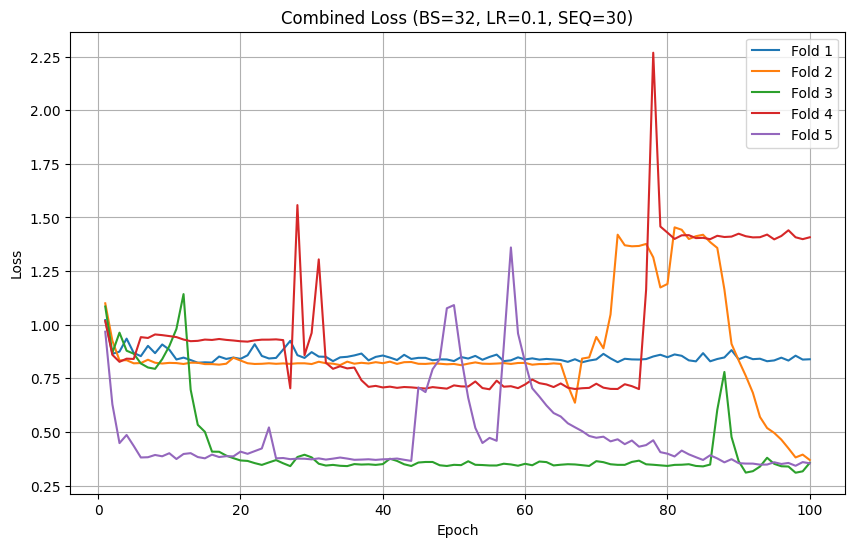 Combined Loss (BS=32, LR=0.1, SEQ=30)
Fold 1
Fold 2
Fold 3
Fold 4
Fold 5
Loss
2.25
2.00
1.75
1.50
1.25
1.00
0.75
0.50
0.25
0 20 40 60 80 100
Epoch